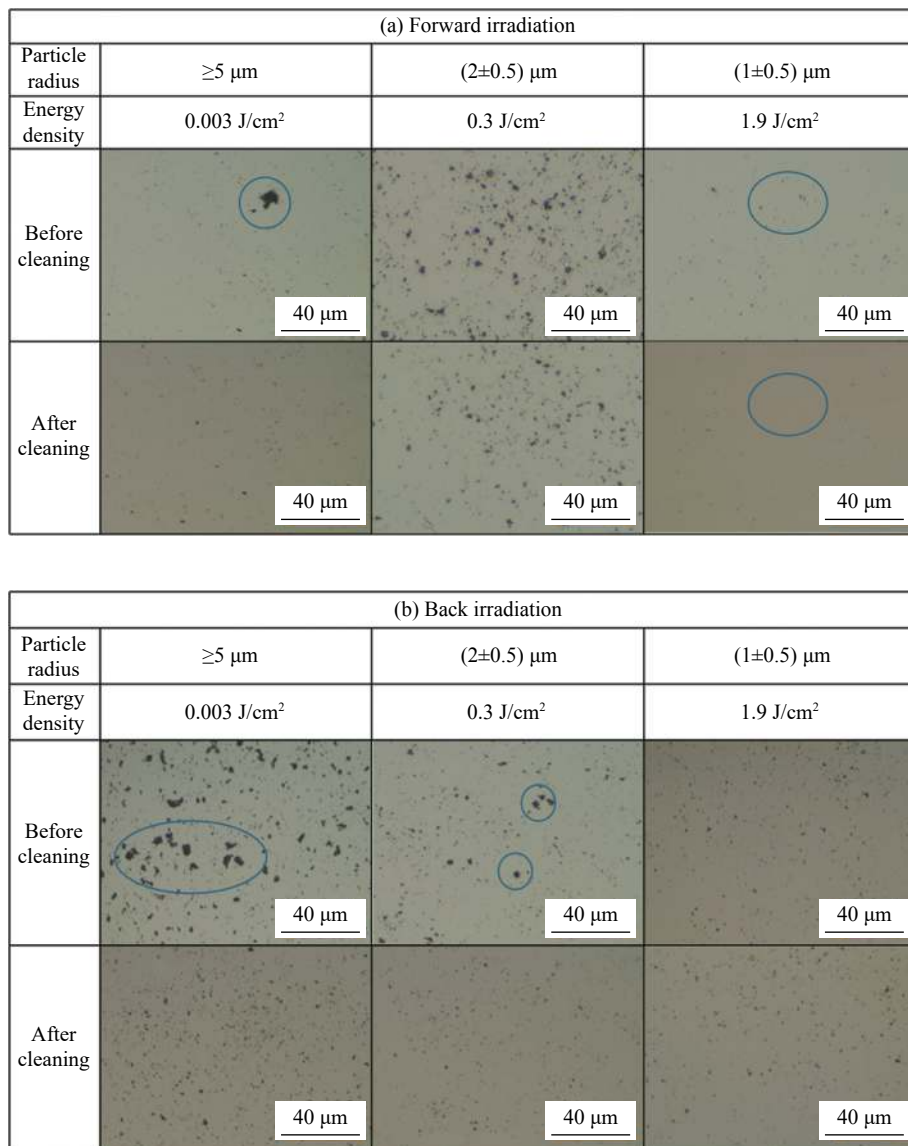 (a) Forward irradiation
Particle radius ≥5 μm (2±0.5) μm (1±0.5) μm
Energy density 0.003 J/cm² 0.3 J/cm² 1.9 J/cm²
Before cleaning 40 μm 40 μm 40 μm
After cleaning 40 μm 40 μm 40 μm
(b) Back irradiation
Particle radius ≥5 μm (2±0.5) μm (1±0.5) μm
Energy density 0.003 J/cm² 0.3 J/cm² 1.9 J/cm²
Before cleaning 40 μm 40 μm 40 μm
After cleaning 40 μm 40 μm 40 μm